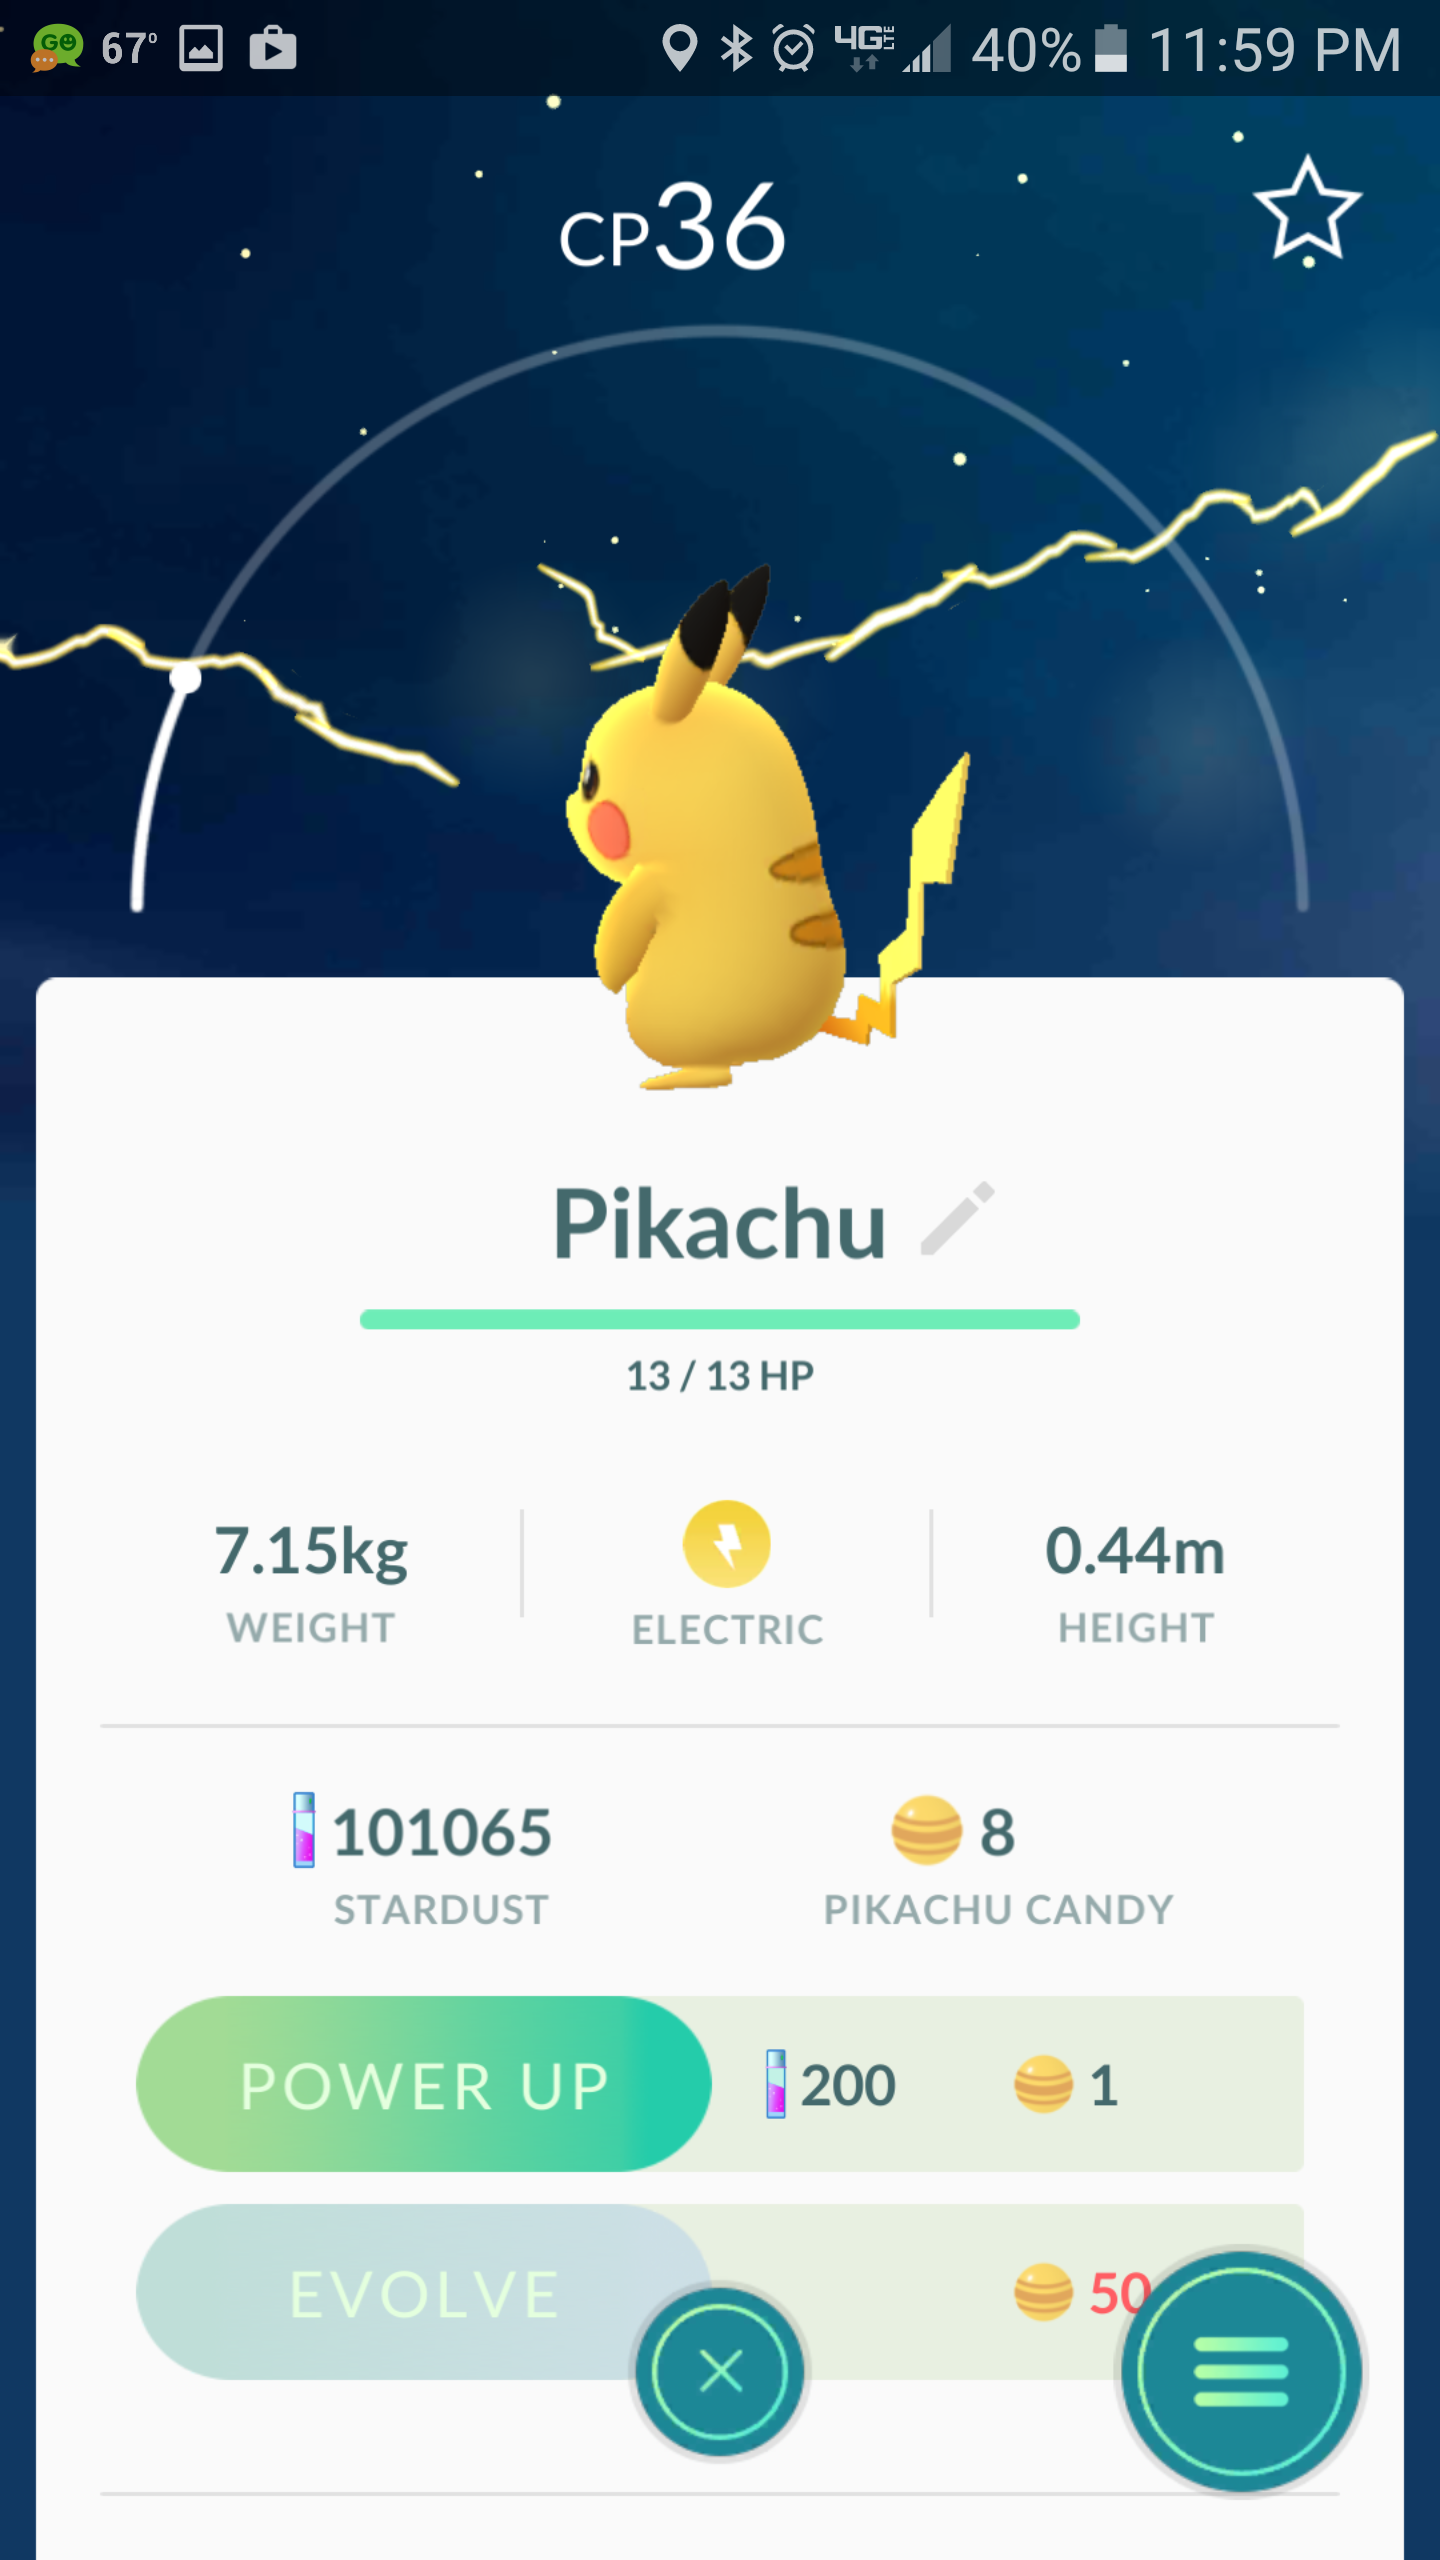 GO 67° 4G LTE 40% 11:59 PM
CP36
Pikachu
13 / 13 HP
7.15kg
WEIGHT
ELECTRIC
0.44m
HEIGHT
101065
STARDUST
8
PIKACHU CANDY
POWER UP 200 1
EVOLVE 50